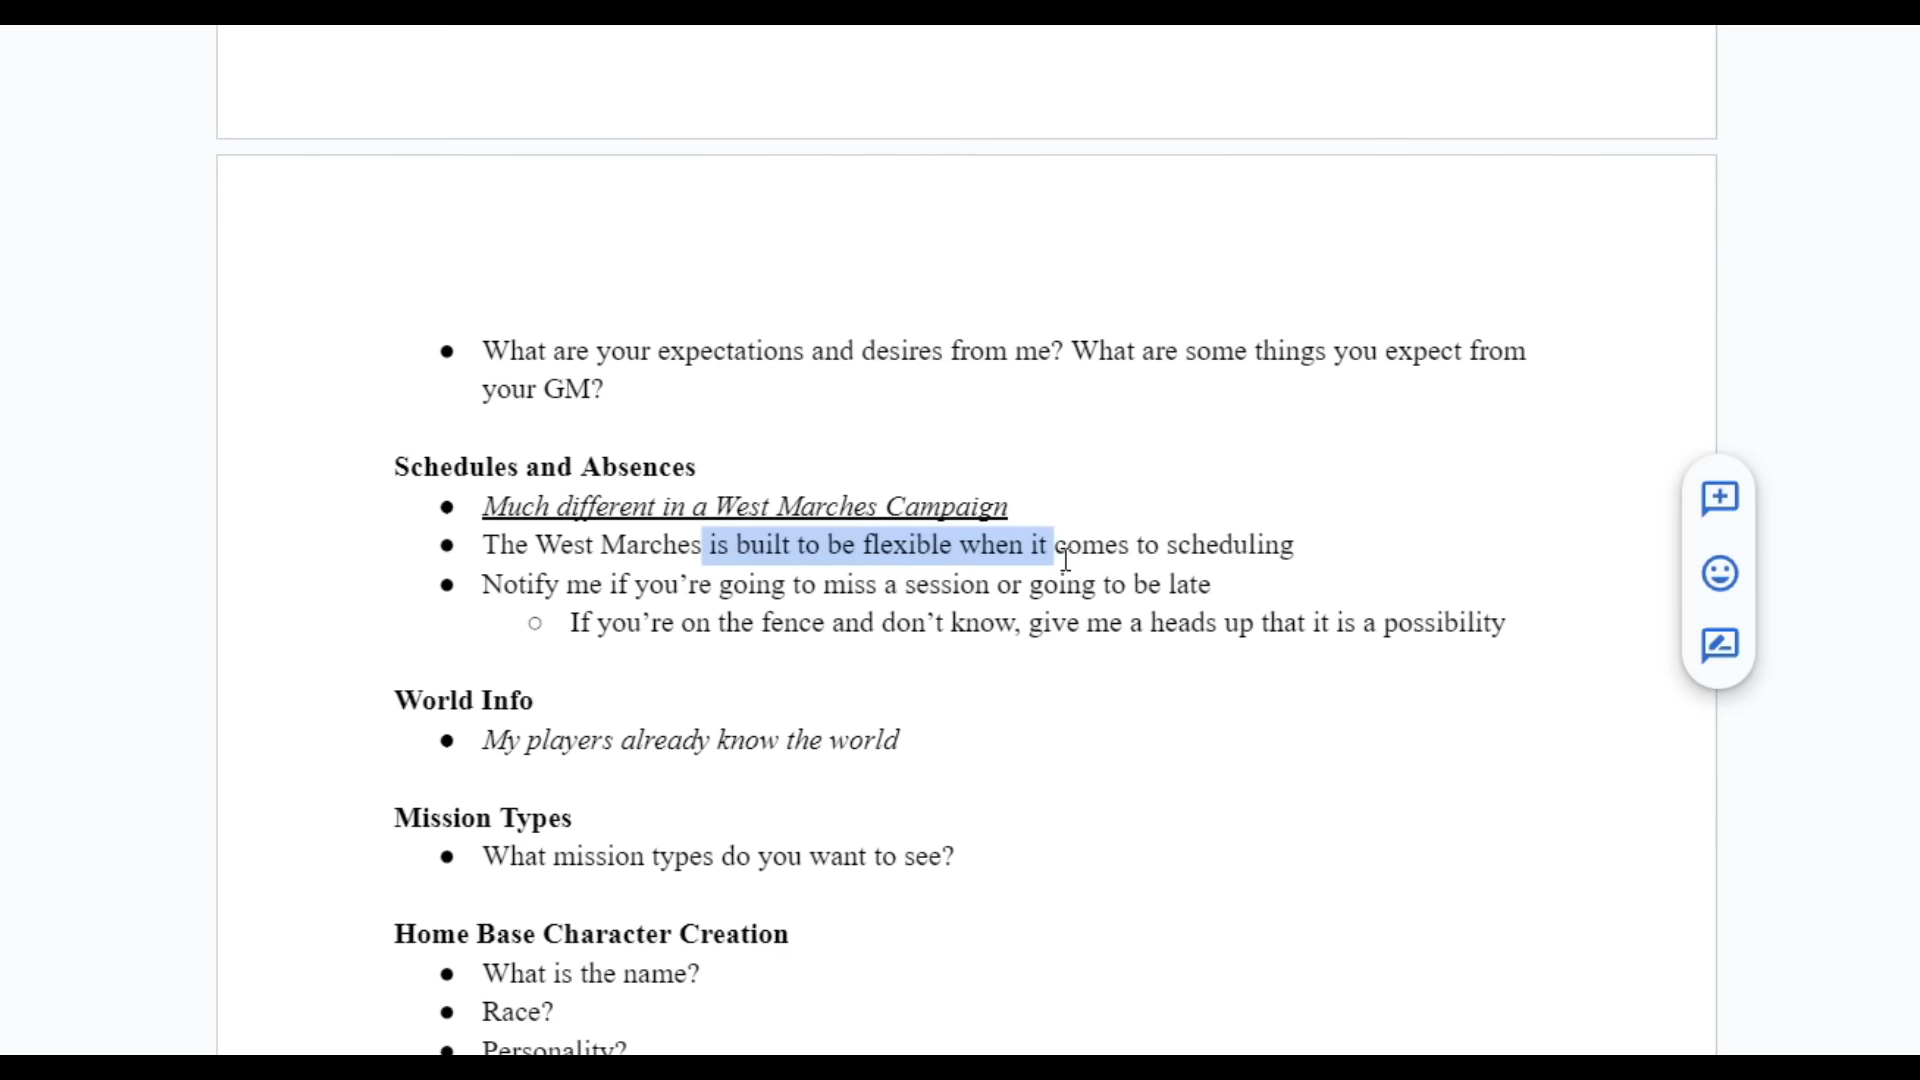 ● What are your expectations and desires from me? What are some things you expect from
your GM?
Schedules and Absences
● Much different in a West Marches Campaign
● The West Marches is built to be flexible when it comes to scheduling
● Notify me if you’re going to miss a session or going to be late
○ If you’re on the fence and don’t know, give me a heads up that it is a possibility
World Info
● My players already know the world
Mission Types
● What mission types do you want to see?
Home Base Character Creation
● What is the name?
● Race?
● Personality?